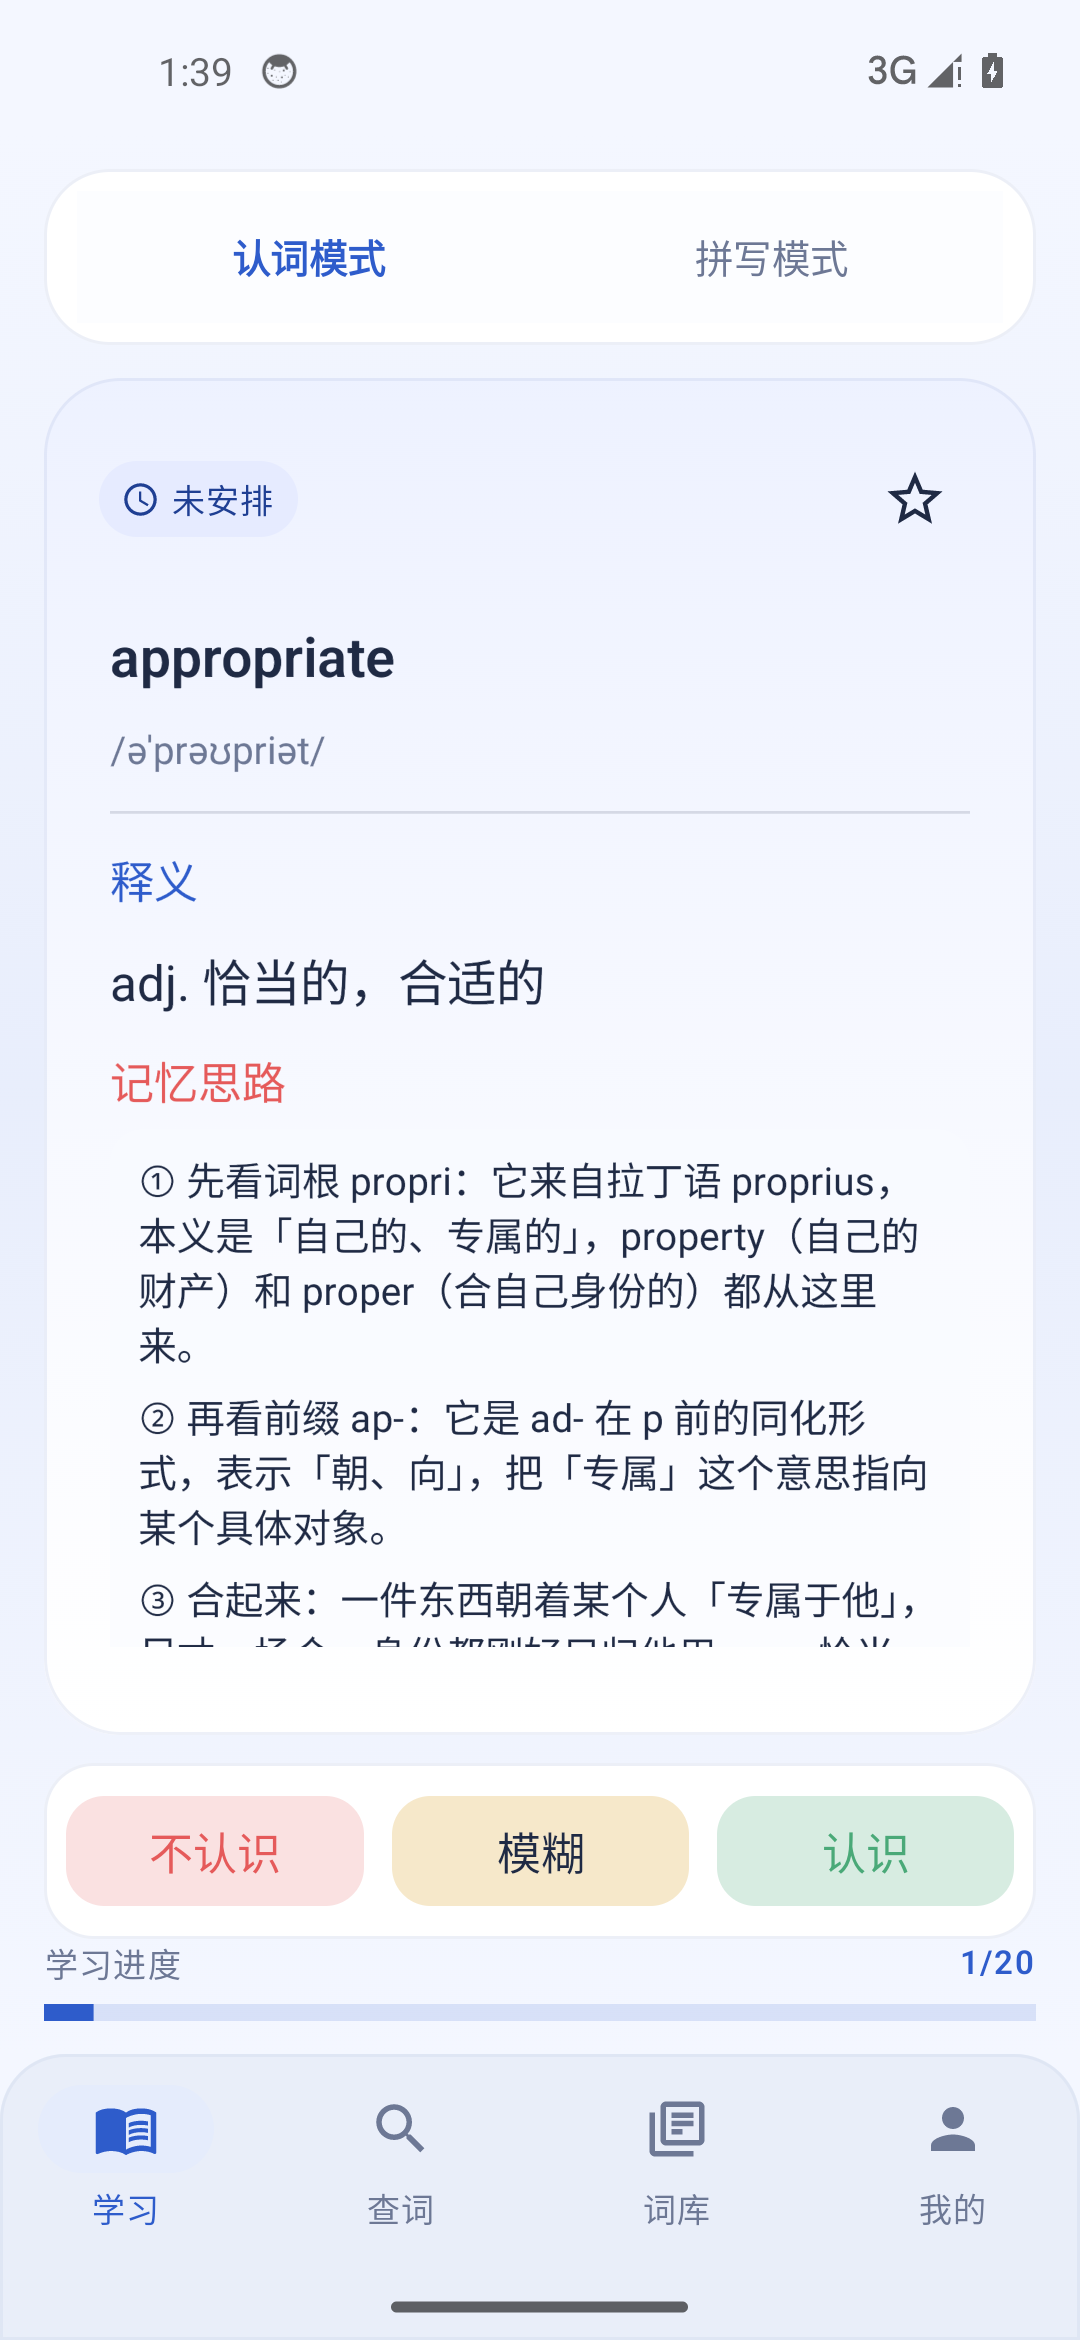 1:39
3G
认词模式
拼写模式
未安排
appropriate
/əˈprəʊpriət/
释义
adj. 恰当的，合适的
记忆思路
① 先看词根 propri：它来自拉丁语 proprius，
本义是「自己的、专属的」，property（自己的
财产）和 proper（合自己身份的）都从这里
来。
② 再看前缀 ap-：它是 ad- 在 p 前的同化形
式，表示「朝、向」，把「专属」这个意思指向
某个具体对象。
③ 合起来：一件东西朝着某个人「专属于他」，
不认识
模糊
认识
学习进度
1/20
学习
查词
词库
我的